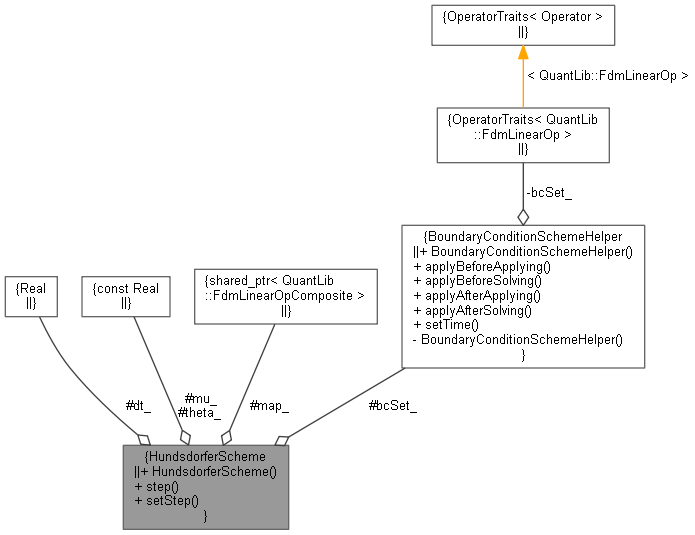 {OperatorTraits< Operator >
||}
< QuantLib::FdmLinearOp >
{OperatorTraits< QuantLib
::FdmLinearOp >
||}
-bcSet_
{BoundaryConditionSchemeHelper
||+ BoundaryConditionSchemeHelper()
+ applyBeforeApplying()
+ applyBeforeSolving()
+ applyAfterApplying()
+ applyAfterSolving()
+ setTime()
- BoundaryConditionSchemeHelper()
}
{Real
||}
{const Real
||}
{shared_ptr< QuantLib
::FdmLinearOpComposite >
||}
#dt_
#mu_
#theta_
#map_
#bcSet_
{HundsdorferScheme
||+ HundsdorferScheme()
+ step()
+ setStep()
}